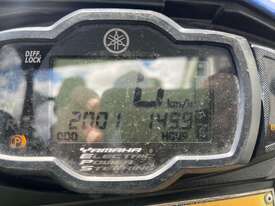 DIFF.
LOCK
0
km/h
2001 1459
ODO HOUR
P
YAMAHA
ELECTRIC
POWER
STEERING